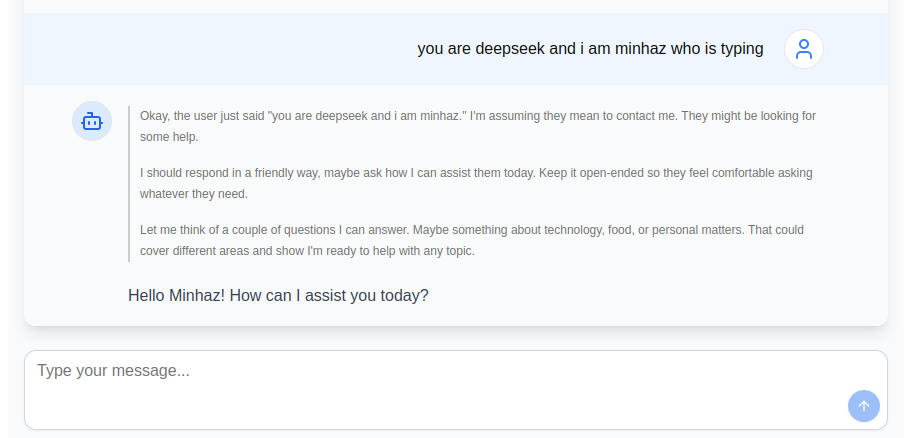 you are deepseek and i am minhaz who is typing
Okay, the user just said "you are deepseek and i am minhaz." I'm assuming they mean to contact me. They might be looking for
some help.
I should respond in a friendly way, maybe ask how I can assist them today. Keep it open-ended so they feel comfortable asking
whatever they need.
Let me think of a couple of questions I can answer. Maybe something about technology, food, or personal matters. That could
cover different areas and show I'm ready to help with any topic.
Hello Minhaz! How can I assist you today?
Type your message...